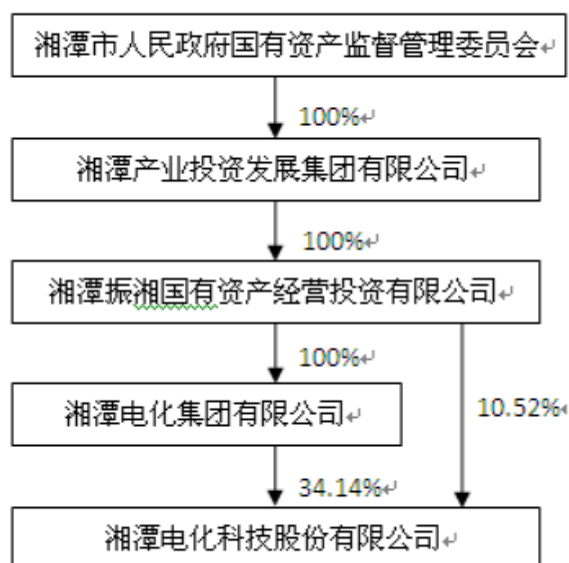 湘潭市人民政府国有资产监督管理委员会
100%
湘潭产业投资发展集团有限公司
100%
湘潭振湘国有资产经营投资有限公司
100%
10.52%
湘潭电化集团有限公司
34.14%
湘潭电化科技股份有限公司